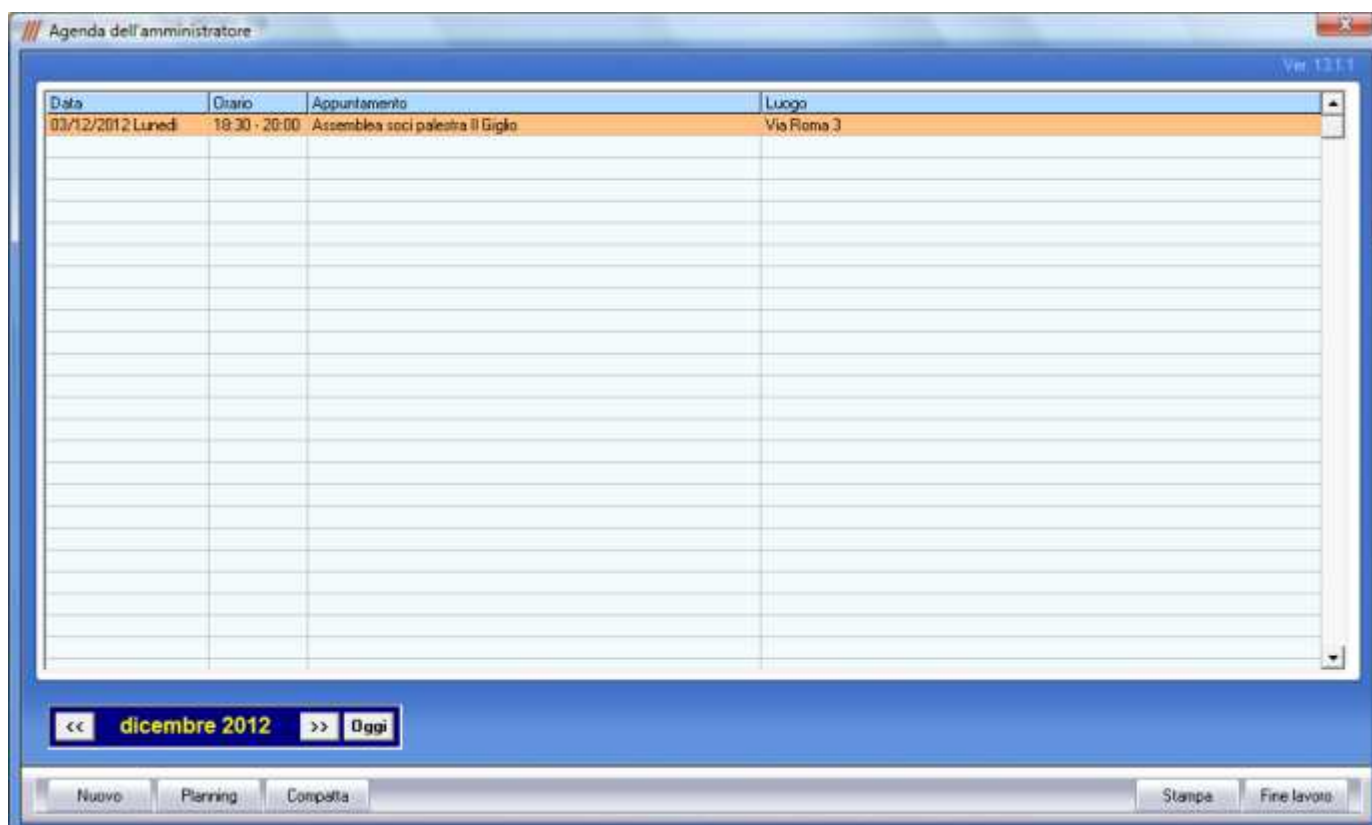 Agenda dell'amministratore
Ver. 13.1.1
Data Orario Appuntamento Luogo
03/12/2012 Lunedì 18:30 - 20:00 Assemblea soci palestra Il Giglio Via Roma 3
<< dicembre 2012 >> Oggi
Nuovo Planning Compatta Stampa Fine lavoro